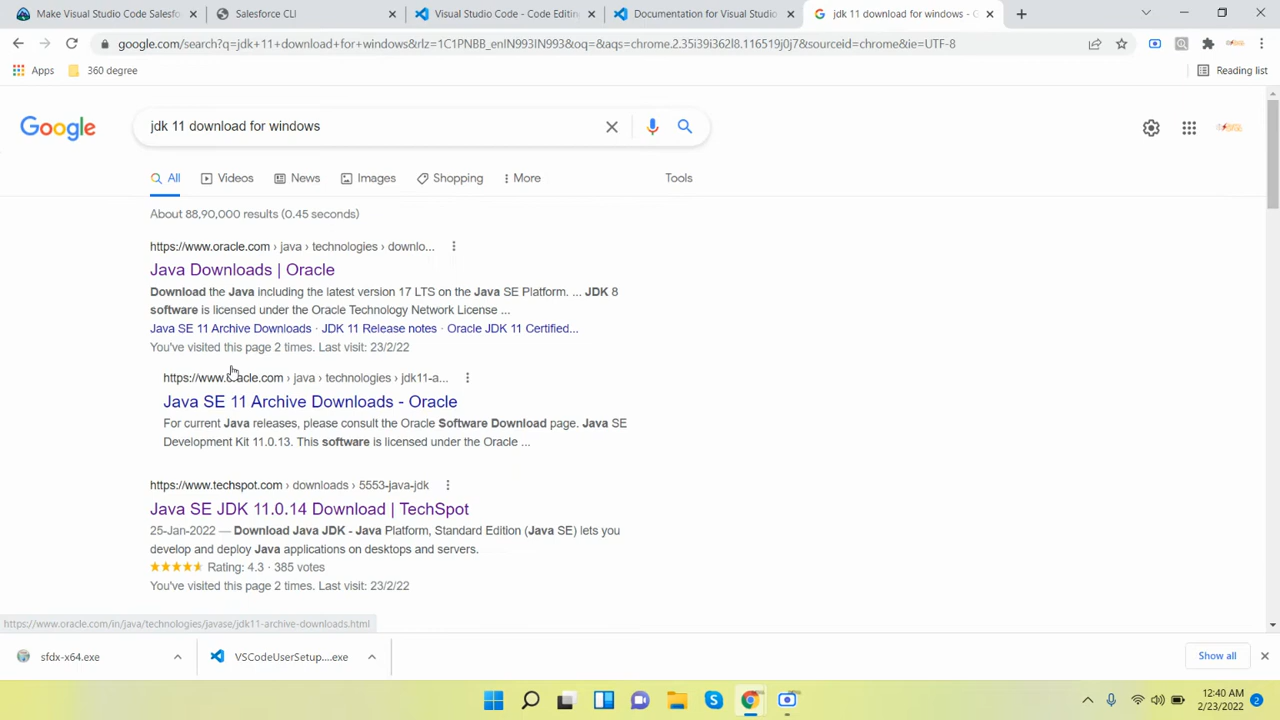 Make Visual Studio Code Salesfo
Salesforce CLI
Visual Studio Code - Code Editin
Documentation for Visual Studio
jdk 11 download for windows - G
google.com/search?q=jdk+11+download+for+windows&rlz=1C1PNBB_enIN993IN993&oq=&aqs=chrome.2.35i39i362l8.116519j0j7&sourceid=chrome&ie=UTF-8
Apps
360 degree
Reading list
Google
jdk 11 download for windows
All
Videos
News
Images
Shopping
More
Tools
About 88,90,000 results (0.45 seconds)
https://www.oracle.com › java › technologies › downlo...
Java Downloads | Oracle
Download the Java including the latest version 17 LTS on the Java SE Platform. ... JDK 8
software is licensed under the Oracle Technology Network License ...
Java SE 11 Archive Downloads · JDK 11 Release notes · Oracle JDK 11 Certified...
You've visited this page 2 times. Last visit: 23/2/22
https://www.oracle.com › java › technologies › jdk11-a...
Java SE 11 Archive Downloads - Oracle
For current Java releases, please consult the Oracle Software Download page. Java SE
Development Kit 11.0.13. This software is licensed under the Oracle ...
https://www.techspot.com › downloads › 5553-java-jdk
Java SE JDK 11.0.14 Download | TechSpot
25-Jan-2022 — Download Java JDK - Java Platform, Standard Edition (Java SE) lets you
develop and deploy Java applications on desktops and servers.
Rating: 4.3 · 385 votes
You've visited this page 2 times. Last visit: 23/2/22
https://www.oracle.com/in/java/technologies/javase/jdk11-archive-downloads.html
sfdx-x64.exe
VSCodeUserSetup....exe
Show all
12:40 AM
2/23/2022
2